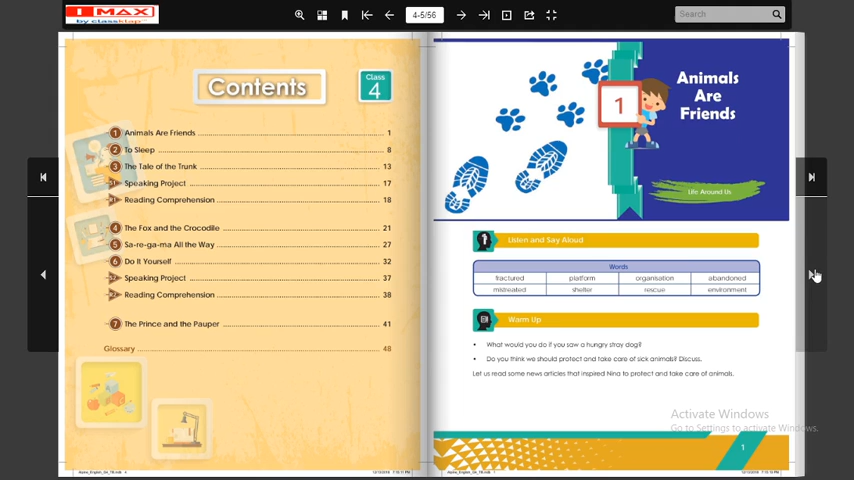 I MAX
by classklap
4-5/56
Search
Contents
Class
4
1 Animals Are Friends 1
2 To Sleep 8
3 The Tale of the Trunk 13
Speaking Project 17
Reading Comprehension 18
4 The Fox and the Crocodile 21
5 Sa-re-ga-ma All the Way 27
6 Do It Yourself 32
Speaking Project 37
Reading Comprehension 38
7 The Prince and the Pauper 41
Glossary 48
1
Animals
Are
Friends
Life Around Us
Listen and Say Aloud
Words
fractured platform organisation abandoned
mistreated shelter rescue environment
Warm Up
• What would you do if you saw a hungry stray dog?
• Do you think we should protect and take care of sick animals? Discuss.
Let us read some news articles that inspired Nina to protect and take care of animals.
Activate Windows
Go to Settings to activate Windows.
1